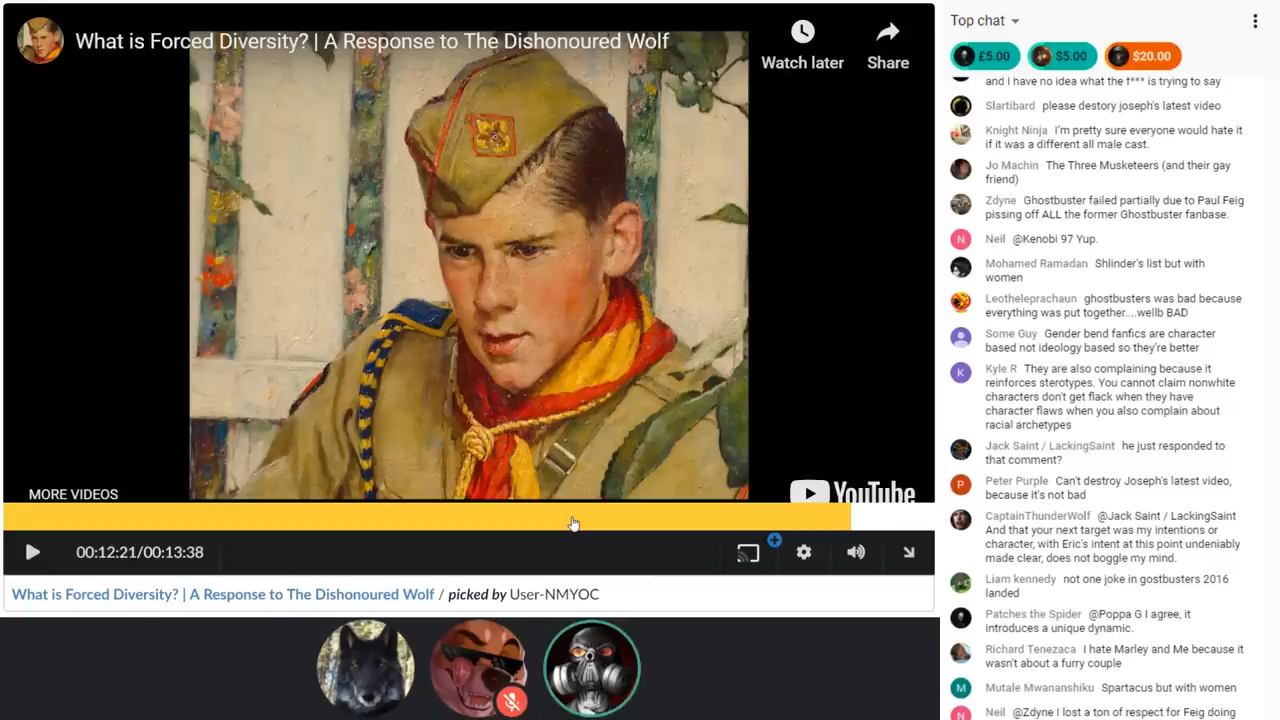 What is Forced Diversity? | A Response to The Dishonoured Wolf
Watch later
Share
MORE VIDEOS
YouTube
00:12:21/00:13:38
What is Forced Diversity? | A Response to The Dishonoured Wolf / picked by User-NMYOC
Top chat
£5.00
$5.00
$20.00
and I have no idea what the f*** is trying to say
Slartibard please destory joseph's latest video
Knight Ninja I'm pretty sure everyone would hate it
if it was a different all male cast.
Jo Machin The Three Musketeers (and their gay
friend)
Zdyne Ghostbuster failed partially due to Paul Feig
pissing off ALL the former Ghostbuster fanbase.
N
Neil @Kenobi 97 Yup.
Mohamed Ramadan Shlinder's list but with
women
Leotheleprachaun ghostbusters was bad because
everything was put together....wellb BAD
Some Guy Gender bend fanfics are character
based not ideology based so they're better
K
Kyle R They are also complaining because it
reinforces sterotypes. You cannot claim nonwhite
characters don't get flack when they have
character flaws when you also complain about
racial archetypes
Jack Saint / LackingSaint he just responded to
that comment?
P
Peter Purple Can't destroy Joseph's latest video,
because it's not bad
CaptainThunderWolf @Jack Saint / LackingSaint
And that your next target was my intentions or
character, with Eric's intent at this point undeniably
made clear, does not boggle my mind.
Liam kennedy not one joke in gostbusters 2016
landed
Patches the Spider @Poppa G I agree, it
introduces a unique dynamic.
Richard Tenezaca I hate Marley and Me because it
wasn't about a furry couple
M
Mutale Mwananshiku Spartacus but with women
N
Neil @Zdyne I lost a ton of respect for Feig doing